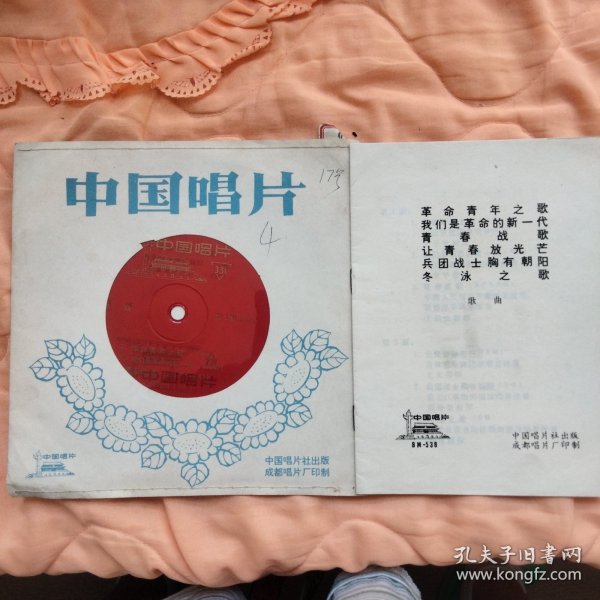 中国唱片
17号
4
中国唱片
33⅓
中国唱片
中国唱片
中国唱片社出版
成都唱片厂印制
革命青年之歌
我们是革命的新一代
青春战歌
让青春放光芒
兵团战士胸有朝阳
冬泳之歌
歌曲
中国唱片
BM-538
中国唱片社出版
成都唱片厂印制
孔夫子旧书网
www.kongfz.com